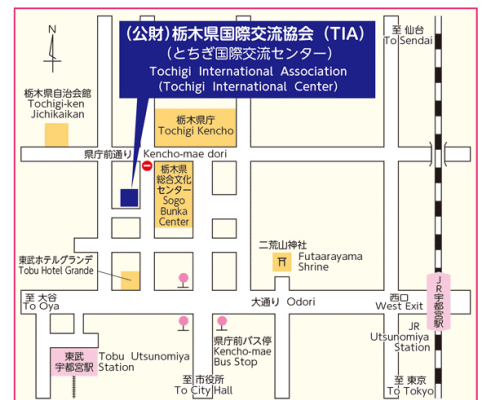 (公財)栃木県国際交流協会 (TIA)
(とちぎ国際交流センター)
Tochigi International Association
(Tochigi International Center)
N
至 仙台
To Sendai
栃木県自治会館
Tochigi-ken
Jichikaikan
栃木県庁
Tochigi Kencho
県庁前通り Kencho-mae dori
栃木県
総合文化
センター
Sogo
Bunka
Center
東武ホテルグランデ
Tobu Hotel Grande
二荒山神社
Futaarayama
Shrine
至 大谷
To Oya
大通り Odori
西口
West Exit
JR宇都宮駅
JR
Utsunomiya
Station
東武
宇都宮駅
Tobu Utsunomiya
Station
県庁前バス停
Kencho-mae
Bus Stop
至 市役所
To City Hall
至 東京
To Tokyo